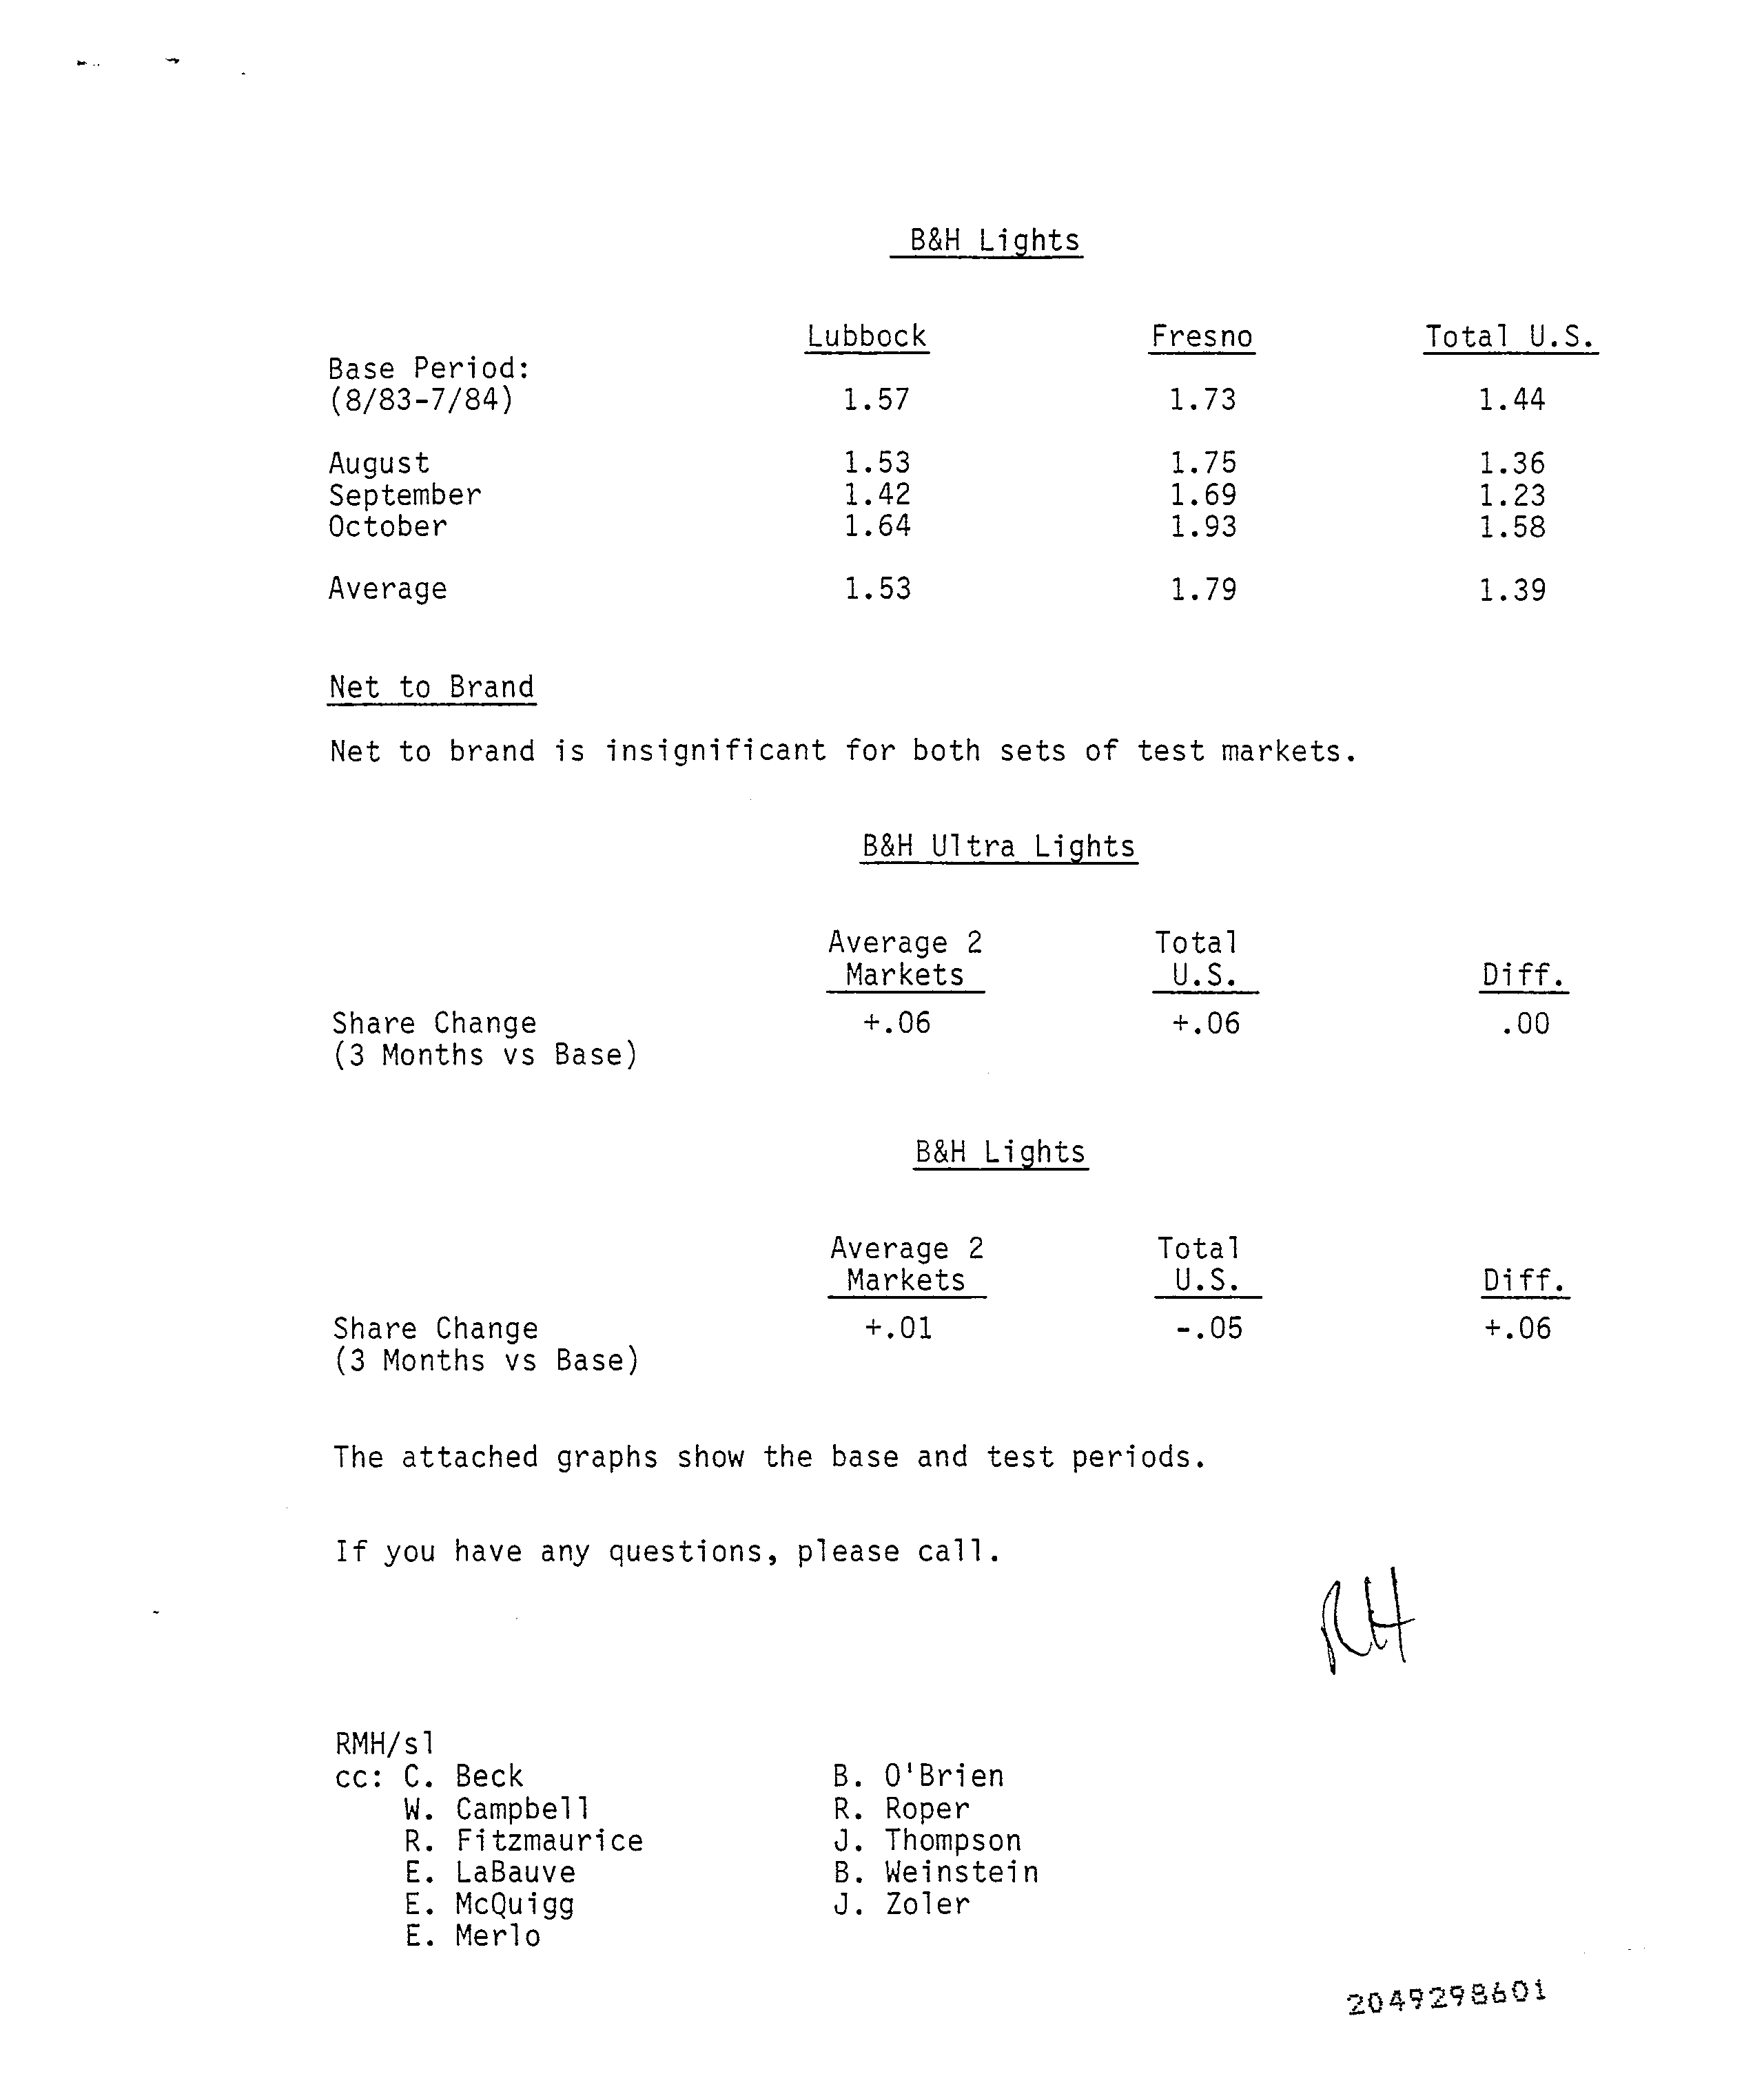 B&H Lights
Lubbock Fresno Total U.S.
Base Period:
(8/83-7/84) 1.57 1.73 1.44
August 1.53 1.75 1.36
September 1.42 1.69 1.23
October 1.64 1.93 1.58
Average 1.53 1.79 1.39
Net to Brand
Net to brand is insignificant for both sets of test markets.
B&H Ultra Lights
Average 2 Total
Markets U.S. Diff.
Share Change +.06 +.06 .00
(3 Months vs Base)
B&H Lights
Average 2 Total
Markets U.S. Diff.
Share Change +.01 -.05 +.06
(3 Months vs Base)
The attached graphs show the base and test periods.
If you have any questions, please call.
RH
RMH/sl
cc: C. Beck B. O'Brien
W. Campbell R. Roper
R. Fitzmaurice J. Thompson
E. LaBauve B. Weinstein
E. McQuigg J. Zoler
E. Merlo
2049298601